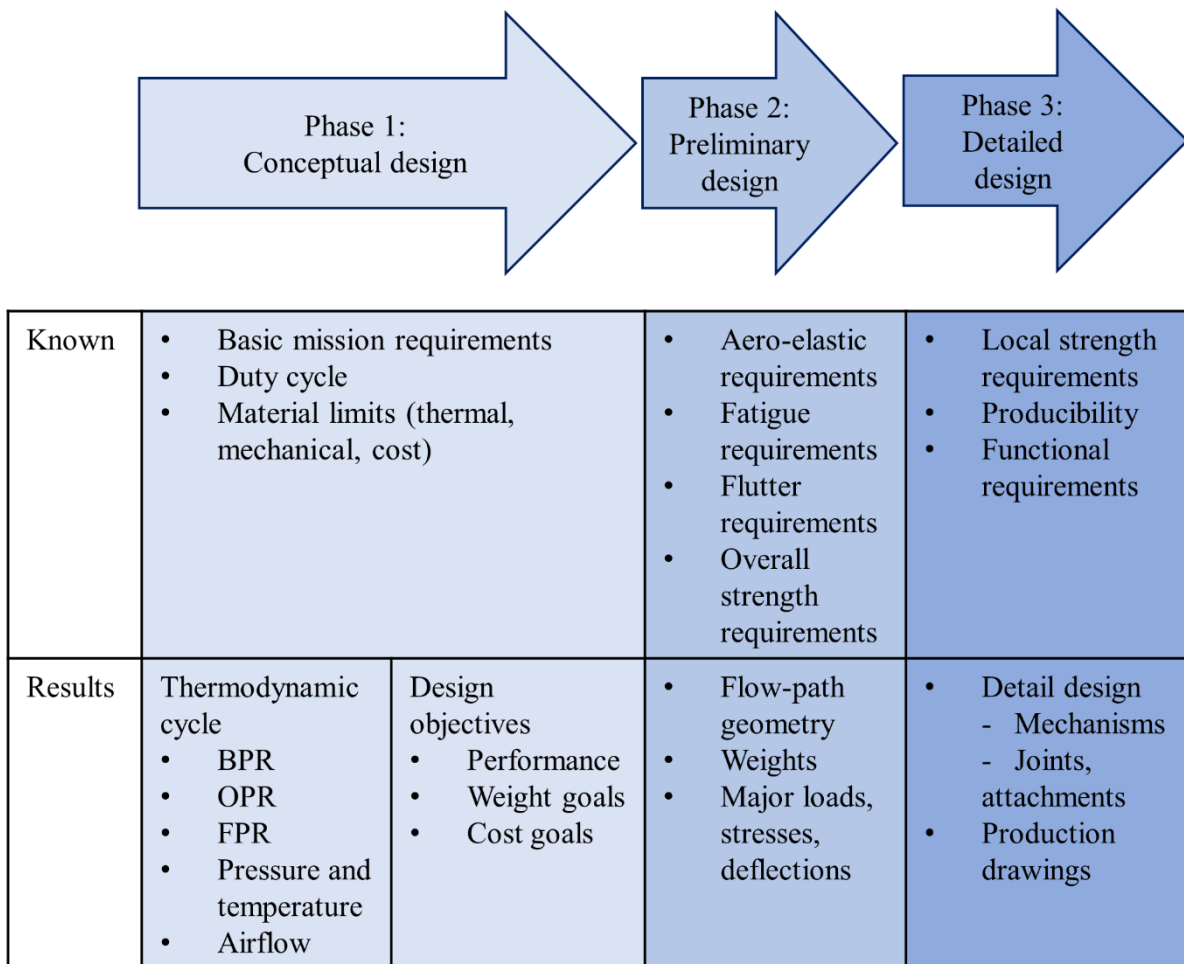 Phase 1:
Conceptual design
Phase 2:
Preliminary
design
Phase 3:
Detailed
design
Known
• Basic mission requirements
• Duty cycle
• Material limits (thermal,
mechanical, cost)
• Aero-elastic
requirements
• Fatigue
requirements
• Flutter
requirements
• Overall
strength
requirements
• Local strength
requirements
• Producibility
• Functional
requirements
Results
Thermodynamic
cycle
• BPR
• OPR
• FPR
• Pressure and
temperature
• Airflow
Design
objectives
• Performance
• Weight goals
• Cost goals
• Flow-path
geometry
• Weights
• Major loads,
stresses,
deflections
• Detail design
- Mechanisms
- Joints,
attachments
• Production
drawings